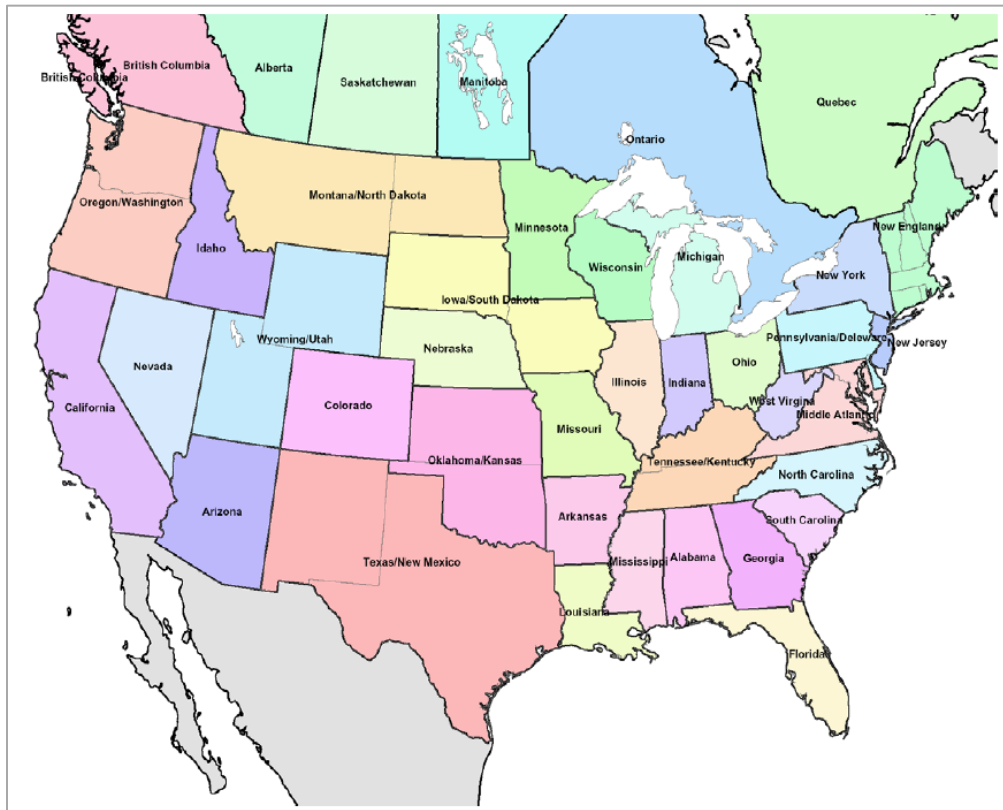 British Columbia
British Columbia
Alberta
Saskatchewan
Manitoba
Ontario
Quebec
Oregon/Washington
Idaho
Montana/North Dakota
Minnesota
Wisconsin
Michigan
New York
New England
Iowa/South Dakota
Wyoming/Utah
Nebraska
Nevada
California
Colorado
Illinois
Indiana
Ohio
Pennsylvania/Delaware
New Jersey
West Virgina
Middle Atlantic
Missouri
Oklahoma/Kansas
Tennessee/Kentucky
North Carolina
South Carolina
Arizona
Texas/New Mexico
Arkansas
Mississippi
Alabama
Georgia
Louisiana
Florida